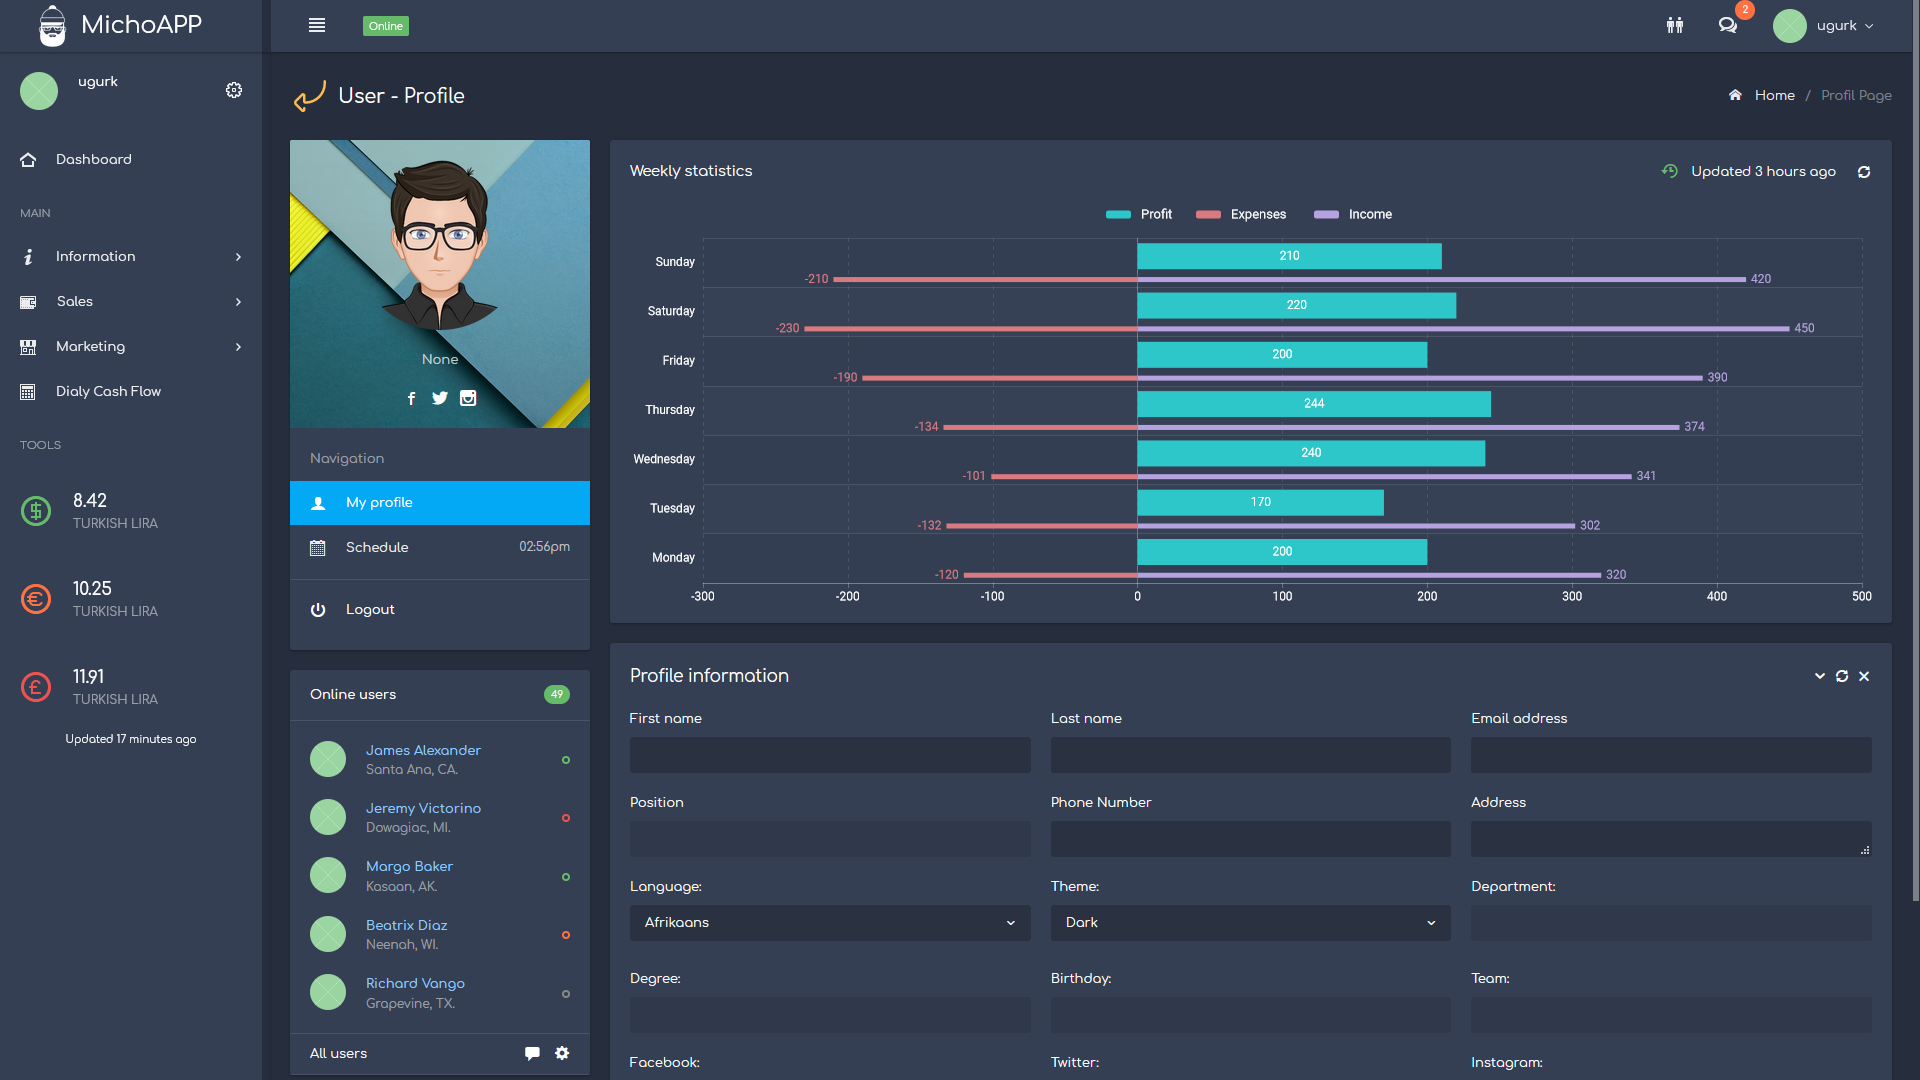 MichoAPP
Online
2
ugurk
ugurk
Dashboard
MAIN
Information
Sales
Marketing
Dialy Cash Flow
TOOLS
8.42
TURKISH LIRA
10.25
TURKISH LIRA
11.91
TURKISH LIRA
Updated 17 minutes ago
User - Profile
Home / Profil Page
None
Navigation
My profile
Schedule 02:56pm
Logout
Online users 49
James Alexander
Santa Ana, CA.
Jeremy Victorino
Dowagiac, MI.
Margo Baker
Kasaan, AK.
Beatrix Diaz
Neenah, WI.
Richard Vango
Grapevine, TX.
All users
Weekly statistics
Updated 3 hours ago
Profit Expenses Income
Sunday 210
-210 420
Saturday 220
-230 450
Friday 200
-190 390
Thursday 244
-134 374
Wednesday 240
-101 341
Tuesday 170
-132 302
Monday 200
-120 320
-300 -200 -100 0 100 200 300 400 500
Profile information
First name Last name Email address
Position Phone Number Address
Language: Theme: Department:
Afrikaans Dark
Degree: Birthday: Team:
Facebook: Twitter: Instagram: